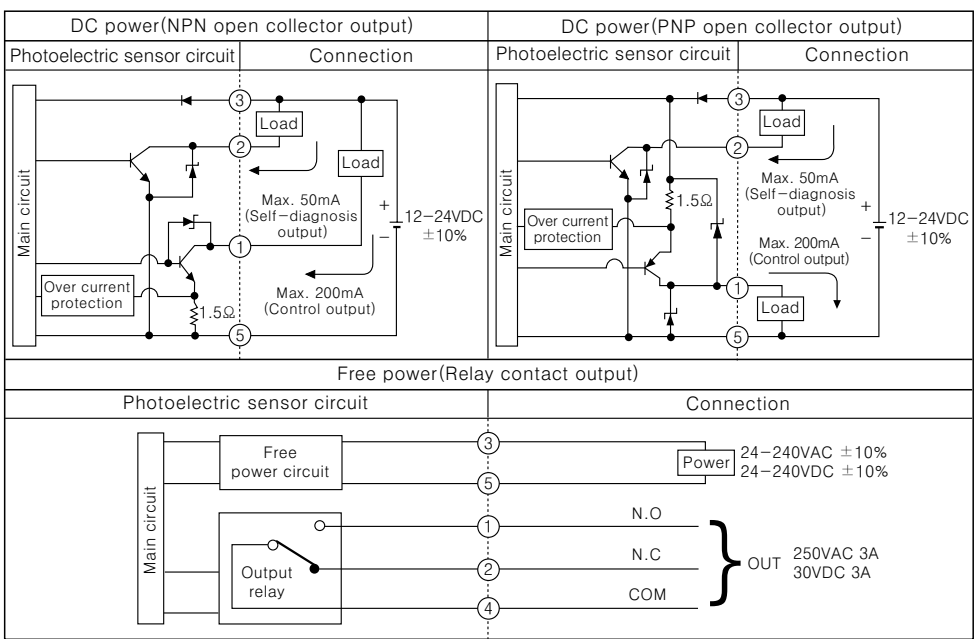 DC power(NPN open collector output)
Photoelectric sensor circuit
Connection
Main circuit
3
Load
2
Load
Max. 50mA
(Self-diagnosis
output)
+
12-24VDC
±10%
-
1
Over current
protection
Max. 200mA
(Control output)
1.5Ω
5
DC power(PNP open collector output)
Photoelectric sensor circuit
Connection
Main circuit
3
Load
2
1.5Ω
Max. 50mA
(Self-diagnosis
output)
Over current
protection
+
12-24VDC
±10%
-
Max. 200mA
(Control output)
1
Load
5
Free power(Relay contact output)
Photoelectric sensor circuit
Connection
Main circuit
Free
power circuit
3
Power
24-240VAC ±10%
24-240VDC ±10%
5
1
N.O
2
N.C
Output
relay
4
COM
OUT
250VAC 3A
30VDC 3A